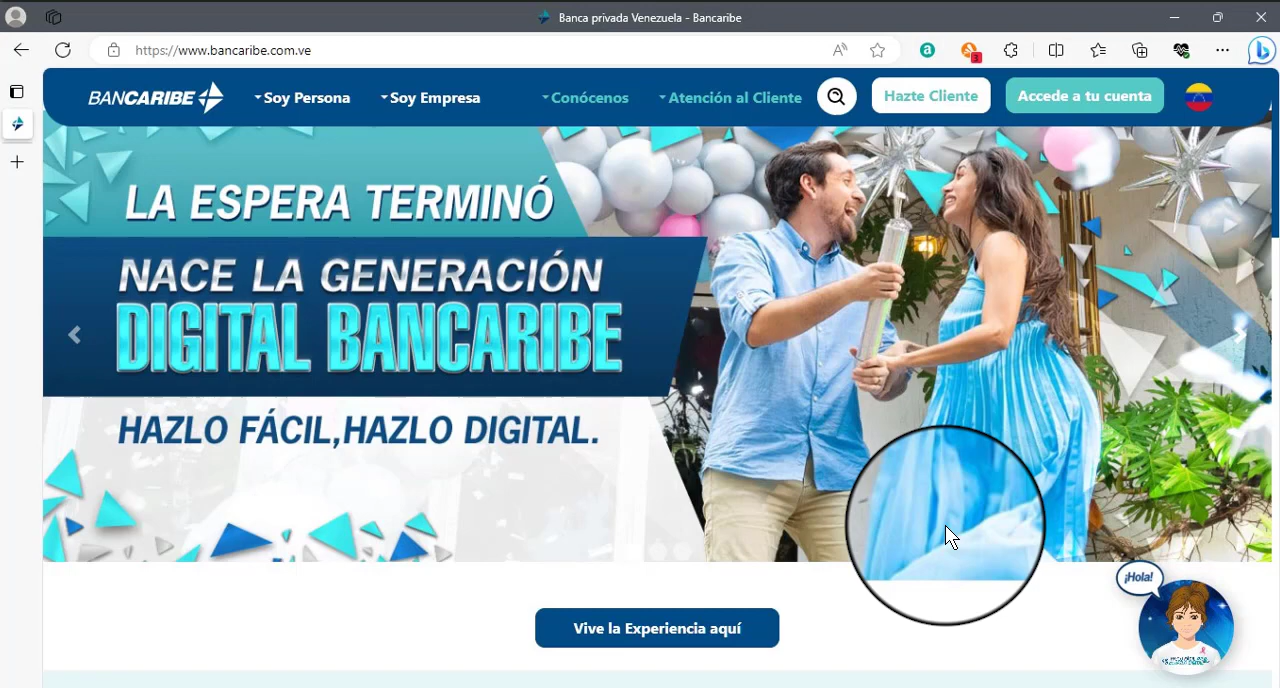 Banca privada Venezuela - Bancaribe
https://www.bancaribe.com.ve
3
BANCARIBE
Soy Persona
Soy Empresa
Conócenos
Atención al Cliente
Hazte Cliente
Accede a tu cuenta
LA ESPERA TERMINÓ
NACE LA GENERACIÓN
DIGITAL BANCARIBE
HAZLO FÁCIL,HAZLO DIGITAL.
¡Hola!
Vive la Experiencia aquí